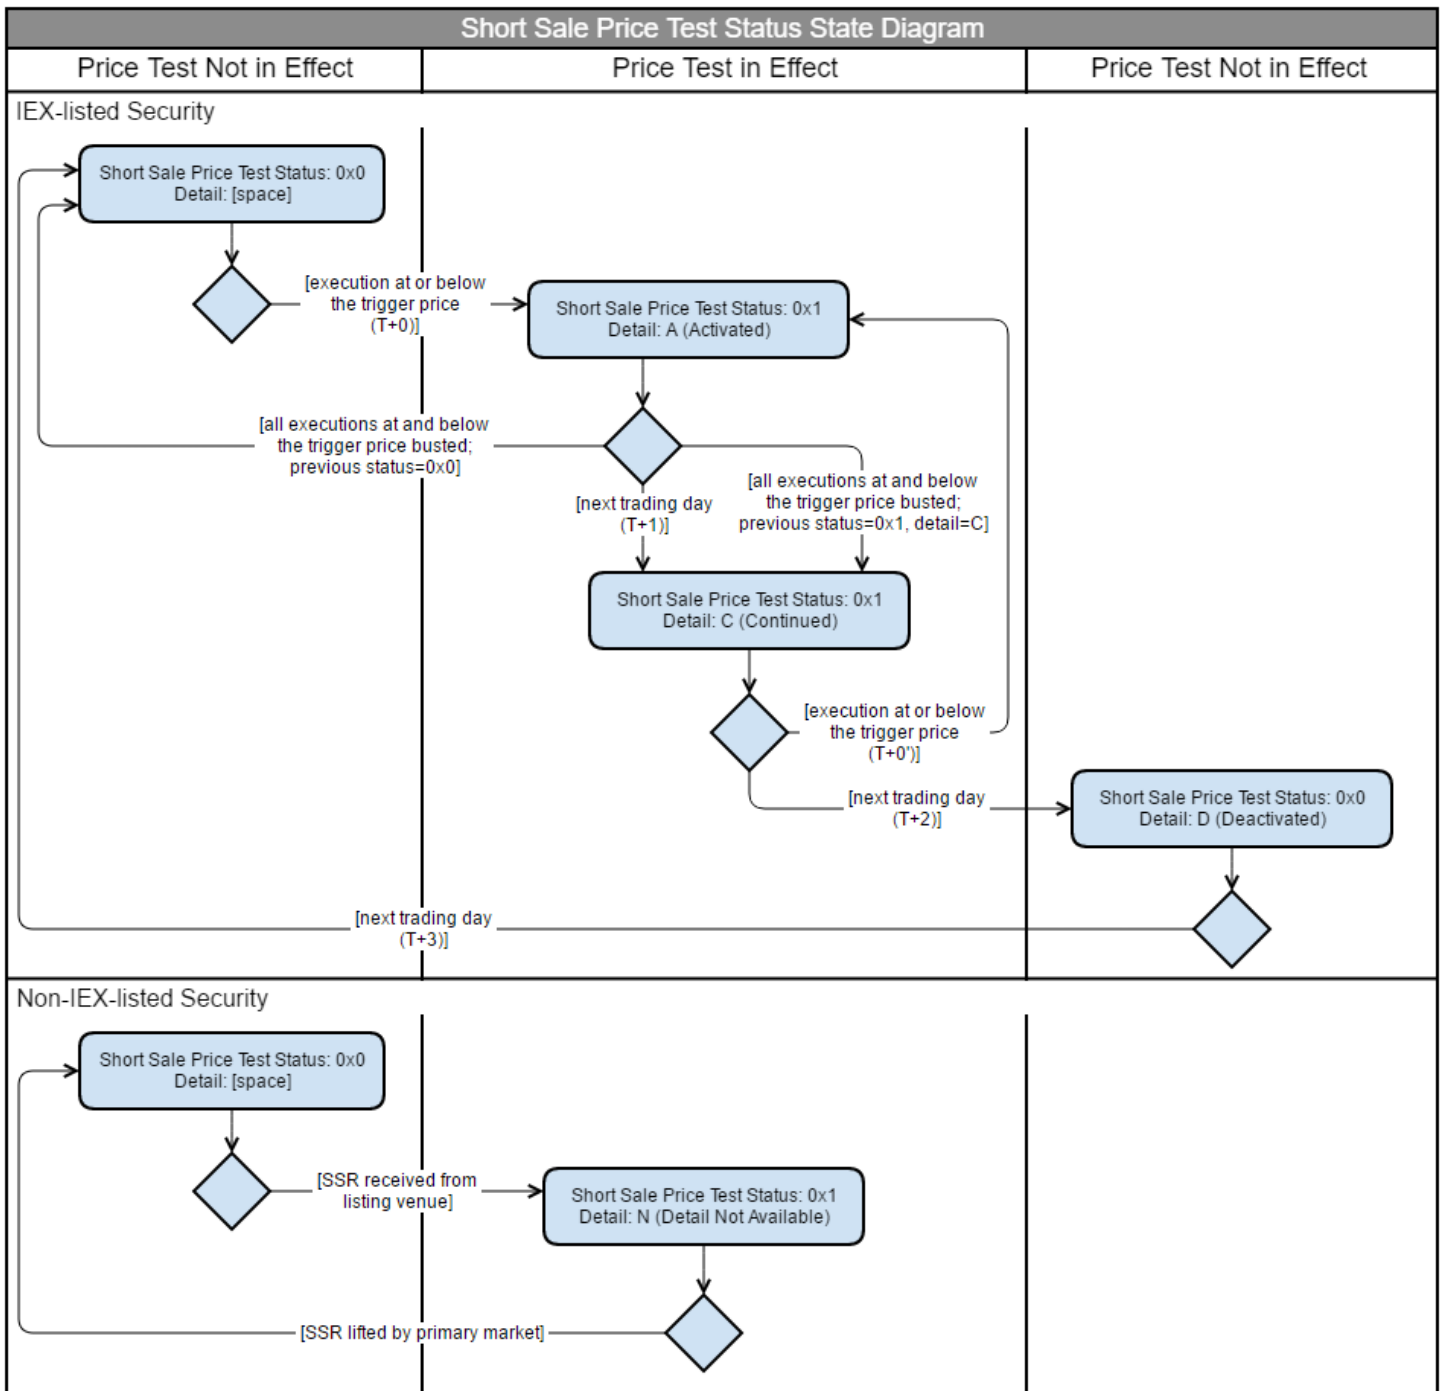 Short Sale Price Test Status State Diagram
Price Test Not in Effect
Price Test in Effect
Price Test Not in Effect
IEX-listed Security
Short Sale Price Test Status: 0x0
Detail: [space]
[execution at or below
the trigger price
(T+0)]
Short Sale Price Test Status: 0x1
Detail: A (Activated)
[all executions at and below
the trigger price busted;
previous status=0x0]
[next trading day
(T+1)]
[all executions at and below
the trigger price busted;
previous status=0x1, detail=C]
Short Sale Price Test Status: 0x1
Detail: C (Continued)
[execution at or below
the trigger price
(T+0')]
[next trading day
(T+2)]
Short Sale Price Test Status: 0x0
Detail: D (Deactivated)
[next trading day
(T+3)]
Non-IEX-listed Security
Short Sale Price Test Status: 0x0
Detail: [space]
[SSR received from
listing venue]
Short Sale Price Test Status: 0x1
Detail: N (Detail Not Available)
[SSR lifted by primary market]